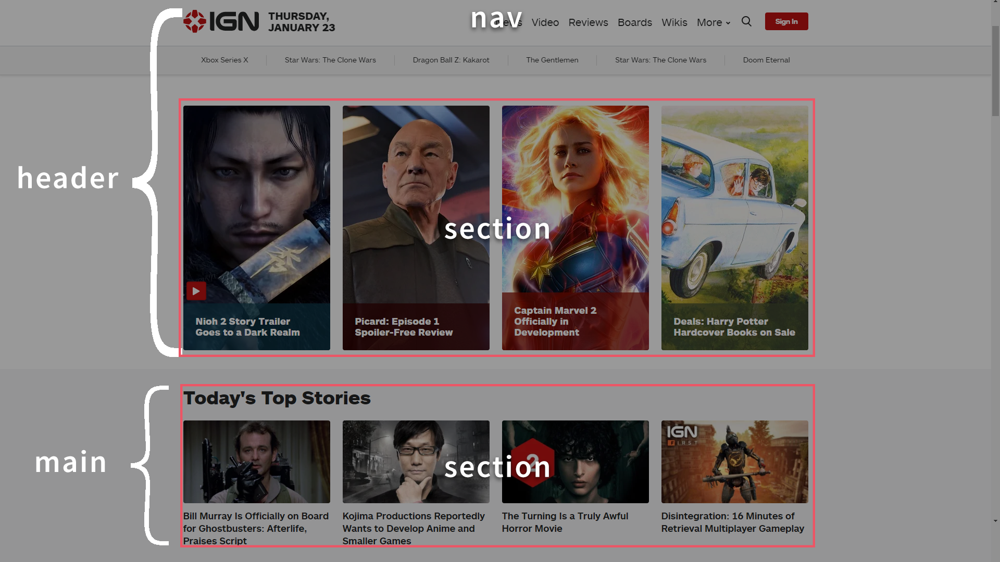 IGN
THURSDAY,
JANUARY 23
nav
Video
Reviews
Boards
Wikis
More
Sign In
Xbox Series X
Star Wars: The Clone Wars
Dragon Ball Z: Kakarot
The Gentlemen
Star Wars: The Clone Wars
Doom Eternal
header
section
Nioh 2 Story Trailer
Goes to a Dark Realm
Picard: Episode 1
Spoiler-Free Review
Captain Marvel 2
Officially in
Development
Deals: Harry Potter
Hardcover Books on Sale
main
Today's Top Stories
section
2
IGN
FIRST
Bill Murray Is Officially on Board
for Ghostbusters: Afterlife,
Praises Script
Kojima Productions Reportedly
Wants to Develop Anime and
Smaller Games
The Turning Is a Truly Awful
Horror Movie
Disintegration: 16 Minutes of
Retrieval Multiplayer Gameplay